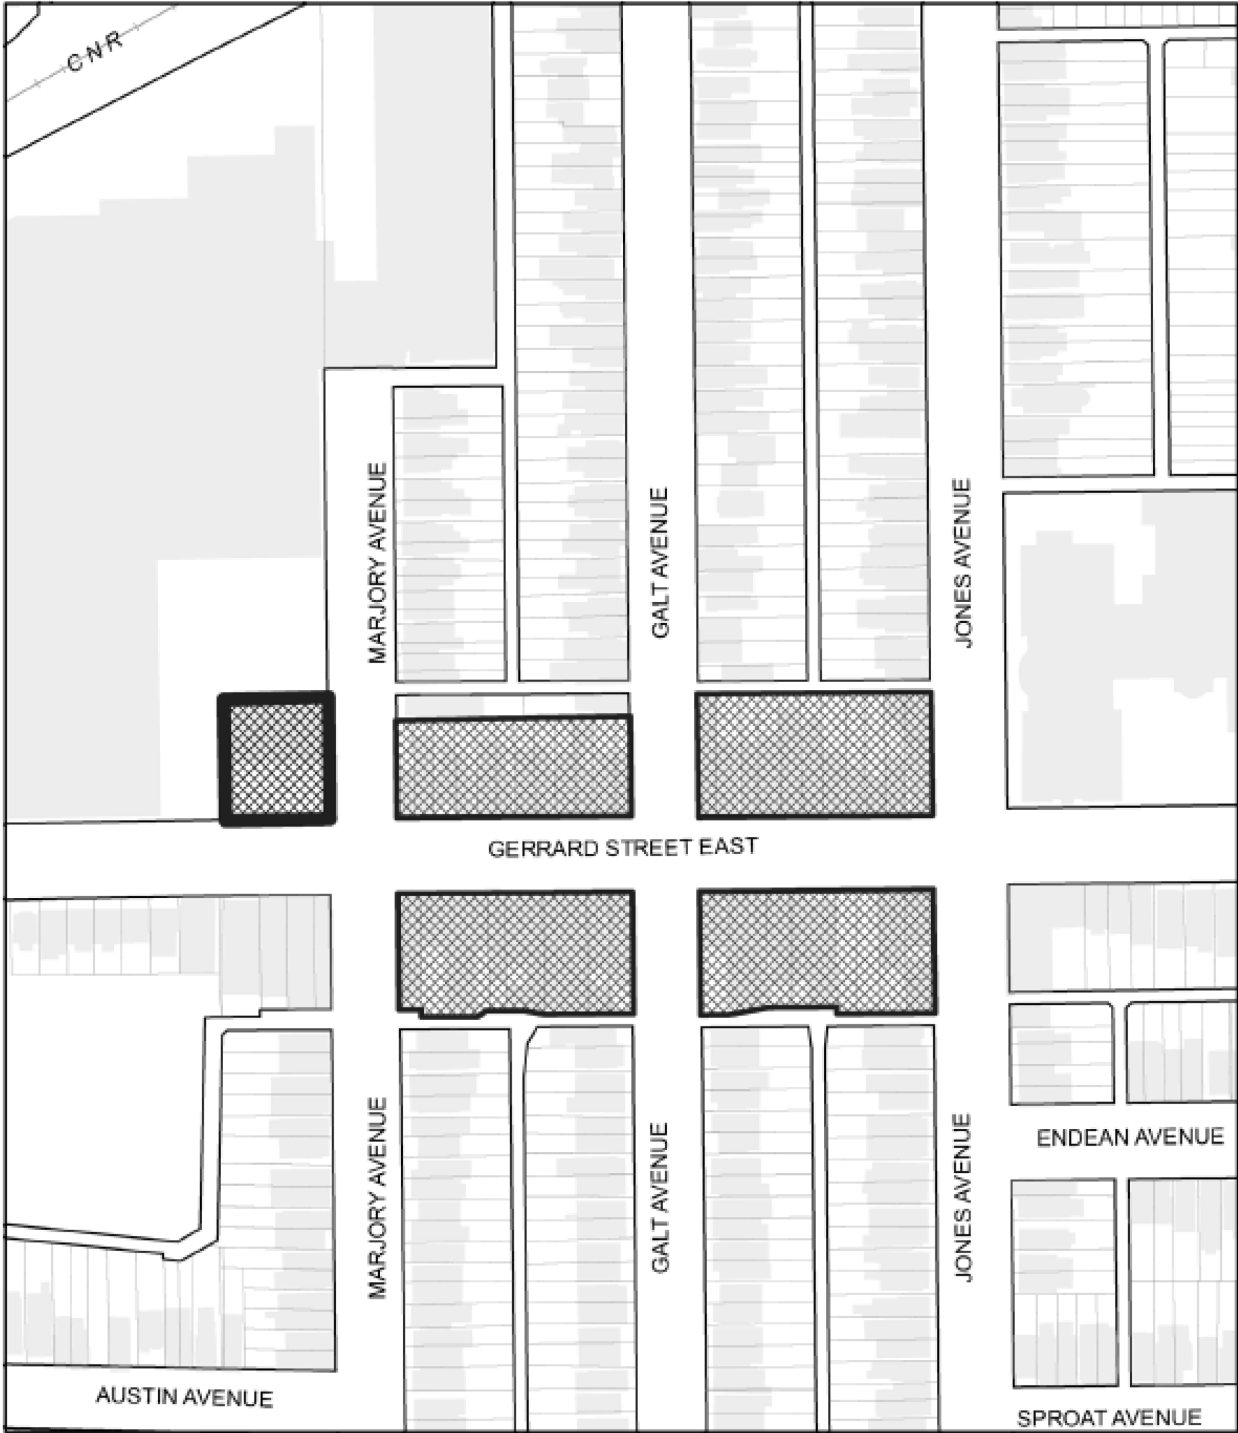 CNR
MARJORY AVENUE
GALT AVENUE
JONES AVENUE
GERRARD STREET EAST
MARJORY AVENUE
GALT AVENUE
JONES AVENUE
ENDEAN AVENUE
AUSTIN AVENUE
SPROAT AVENUE